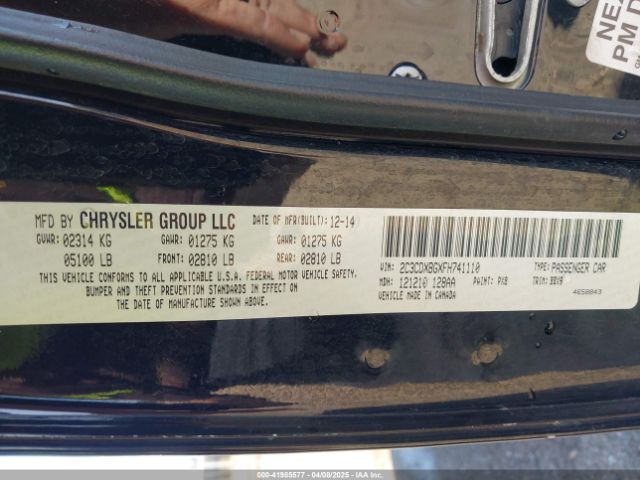 NE
PM D
MFD BY CHRYSLER GROUP LLC DATE OF MFR(BUILT): 12-14
GVWR: 02314 KG GAWR: 01275 KG GAWR: 01275 KG
05100 LB FRONT: 02810 LB REAR: 02810 LB
THIS VEHICLE CONFORMS TO ALL APPLICABLE U.S.A. FEDERAL MOTOR VEHICLE SAFETY,
BUMPER AND THEFT PREVENTION STANDARDS IN EFFECT ON
THE DATE OF MANUFACTURE SHOWN ABOVE.
VIN: 2C3CDXBGXFH741110 TYPE: PASSENGER CAR
MDH: 121210 128AA PAINT: PX8 TRIM:
VEHICLE MADE IN CANADA 4658843
000-41985577 - 04/08/2025 - IAA Inc.